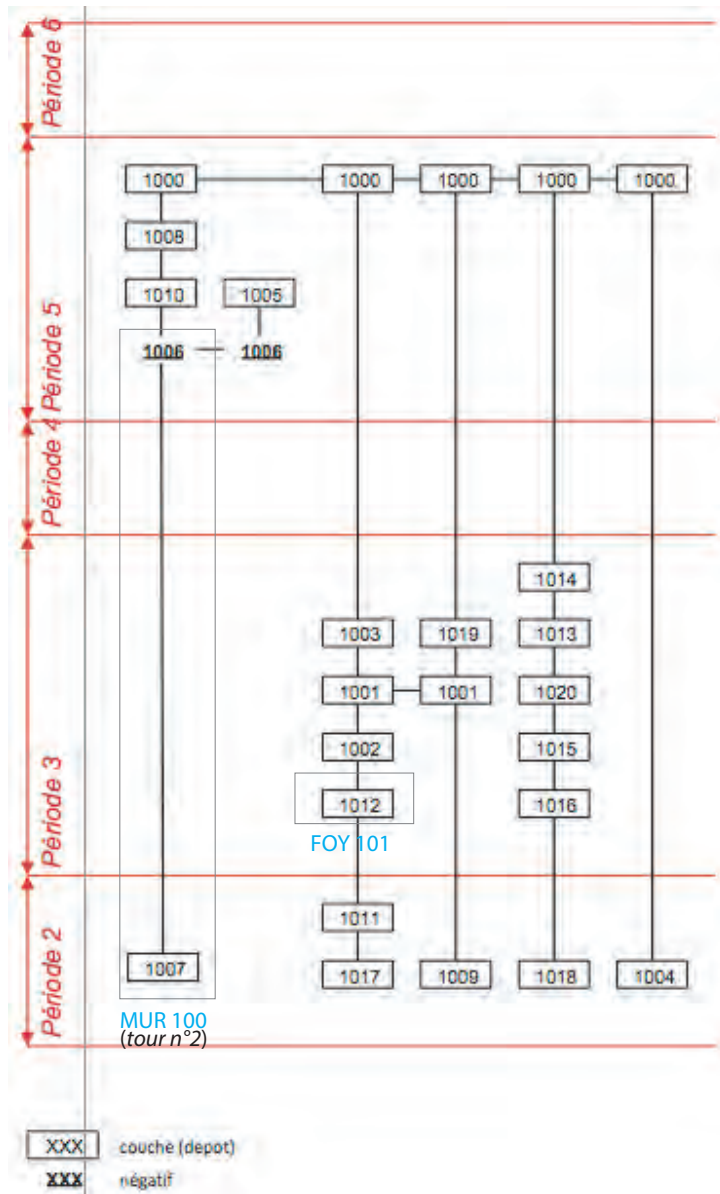 Période 6
1000 1000 1000 1000 1000
1008
1010 1005
1006 1006
Période 5
Période 4
1014
1003 1019 1013
1001 1001 1020
1002 1015
Période 3
1012 1016
FOY 101
1011
Période 2
1007 1017 1009 1018 1004
MUR 100
(tour n°2)
XXX couche (depot)
XXX négatif